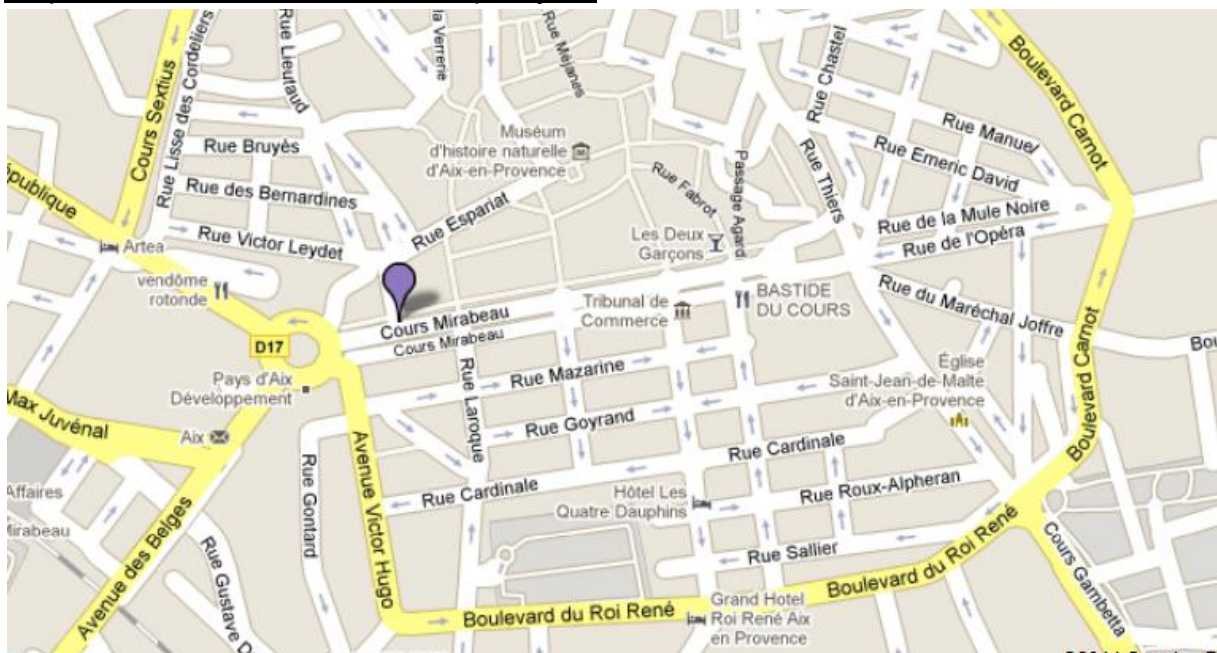 Cours Sextius
Rue Lisse des Cordeliers
Rue Lieutaud
la Verrerie
Rue Méjanes
Rue Chastel
Boulevard Carnot
Rue Bruyès
Muséum
d'histoire naturelle
d'Aix-en-Provence
Rue Manuel
Rue Emeric David
épublique
Rue des Bernardines
Rue Espariat
Rue Fabrot
Passage Agard
Rue Thiers
Rue de la Mule Noire
Rue de l'Opéra
Artea
Rue Victor Leydet
Les Deux
Garçons
vendôme
rotonde
Cours Mirabeau
Cours Mirabeau
Tribunal de
Commerce
BASTIDE
DU COURS
Rue du Maréchal Joffre
Boulevard Carnot
Bou
D17
Pays d'Aix
Développement
Rue Mazarine
Église
Saint-Jean-de-Malte
d'Aix-en-Provence
Max Juvénal
Aix
Rue Laroque
Rue Goyrand
Rue Cardinale
Avenue Victor Hugo
Rue Gontard
Affaires
Mirabeau
Rue Cardinale
Hôtel Les
Quatre Dauphins
Rue Roux-Alpheran
Avenue des Belges
Rue Gustave D
Rue Sallier
Boulevard du Roi René
Cours Gambetta
Boulevard du Roi René
Grand Hotel
Roi René Aix
en Provence